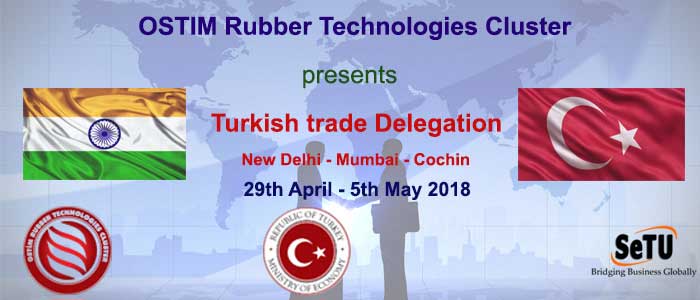 OSTIM Rubber Technologies Cluster
presents
Turkish trade Delegation
New Delhi - Mumbai - Cochin
29th April - 5th May 2018
OSTİM RUBBER TECHNOLOGIES CLUSTER
REPUBLIC OF TURKEY
MINISTRY OF ECONOMY
SeTU
Bridging Business Globally